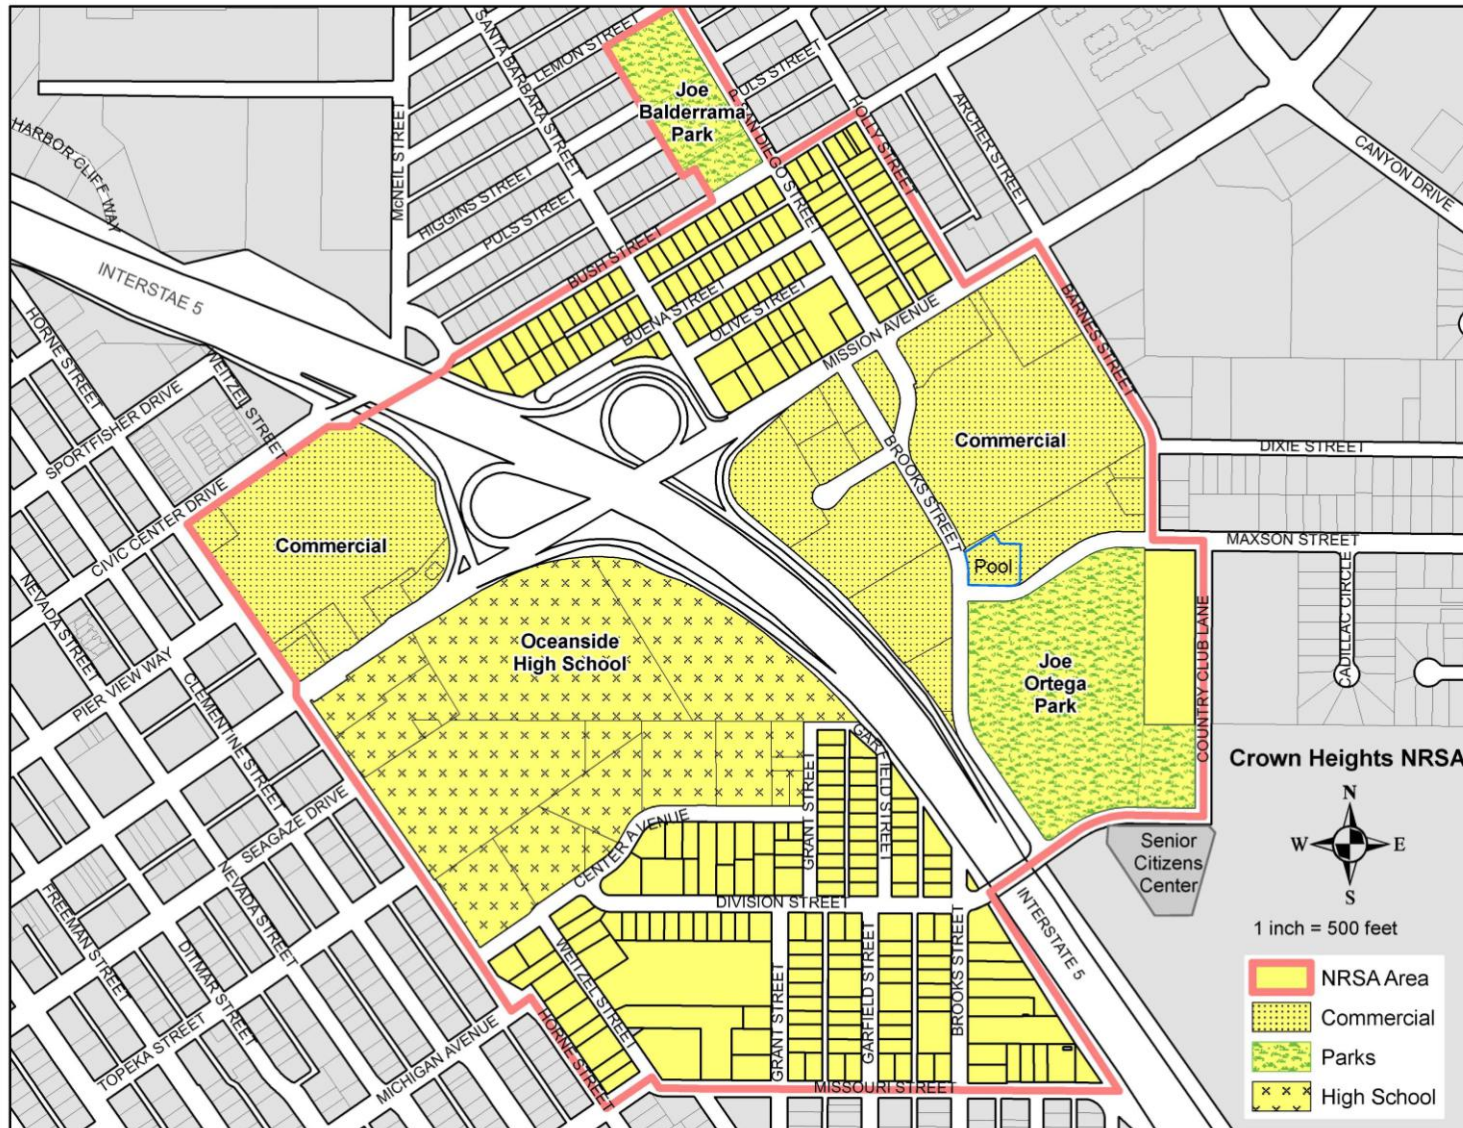 LEMON STREET
SANTA BARBARA STREET
Joe
Balderrama
Park
PULS STREET
HOLLY STREET
ARCHER STREET
CANYON DRIVE
HARBOR CLIFF WAY
McNEIL STREET
HIGGINS STREET
PULS STREET
SAN DIEGO STREET
BUSH STREET
INTERSTAE 5
BUENA STREET
OLIVE STREET
MISSION AVENUE
BARNES STREET
HORNE STREET
WEITZEL STREET
SPORTFISHER DRIVE
CIVIC CENTER DRIVE
Commercial
Commercial
BROOKS STREET
DIXIE STREET
MAXSON STREET
CADILLAC CIRCLE
Pool
COUNTRY CLUB LANE
Oceanside
High School
Joe
Ortega
Park
NEVADA STREET
PIER VIEW WAY
CLEMENTINE STREET
SEAGAZE DRIVE
GARFIELD STREET
GRANT STREET
CENTER AVENUE
DIVISION STREET
Senior
Citizens
Center
FREEMAN STREET
NEVADA STREET
DITMAR STREET
TOPEKA STREET
MICHIGAN AVENUE
HORNE STREET
WEITZEL STREE
GRANT STREET
GARFIELD STREET
BROOKS STREET
INTERSTATE 5
MISSOURI STREET
Crown Heights NRSA
N
W
E
S
1 inch = 500 feet
NRSA Area
Commercial
Parks
High School